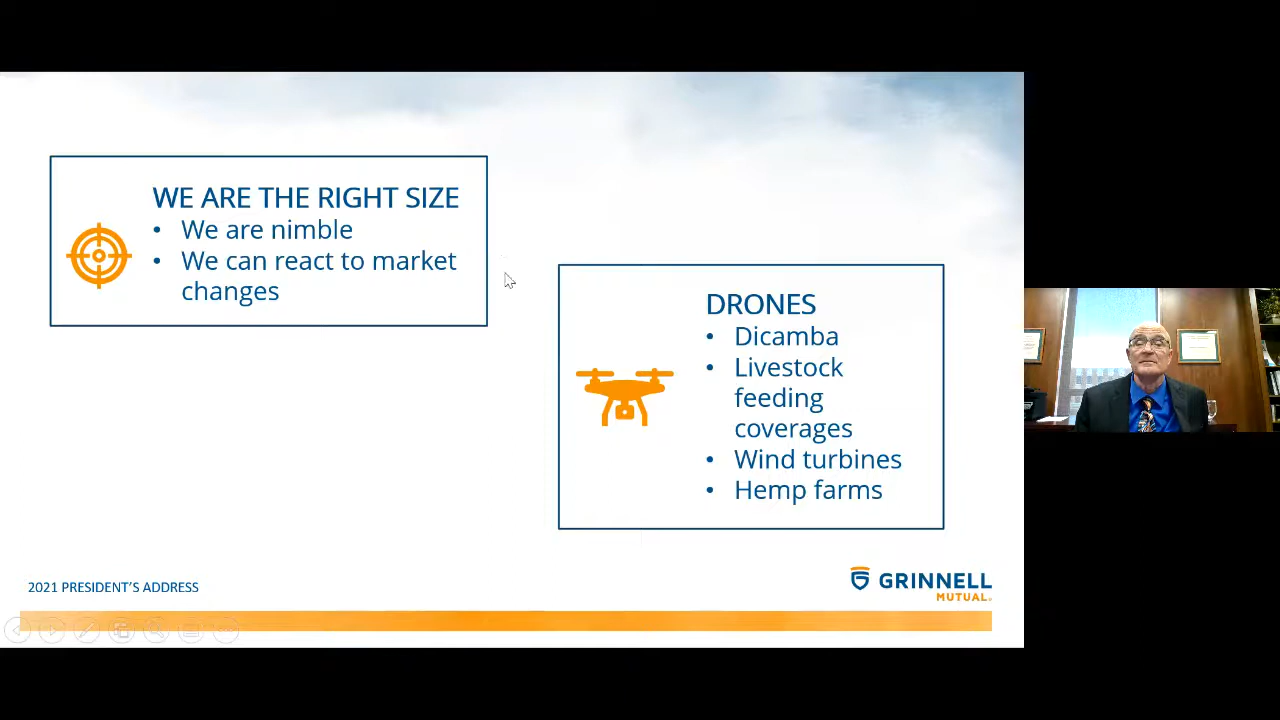 WE ARE THE RIGHT SIZE
• We are nimble
• We can react to market
changes
DRONES
• Dicamba
• Livestock
feeding
coverages
• Wind turbines
• Hemp farms
2021 PRESIDENT'S ADDRESS
GRINNELL
MUTUAL.